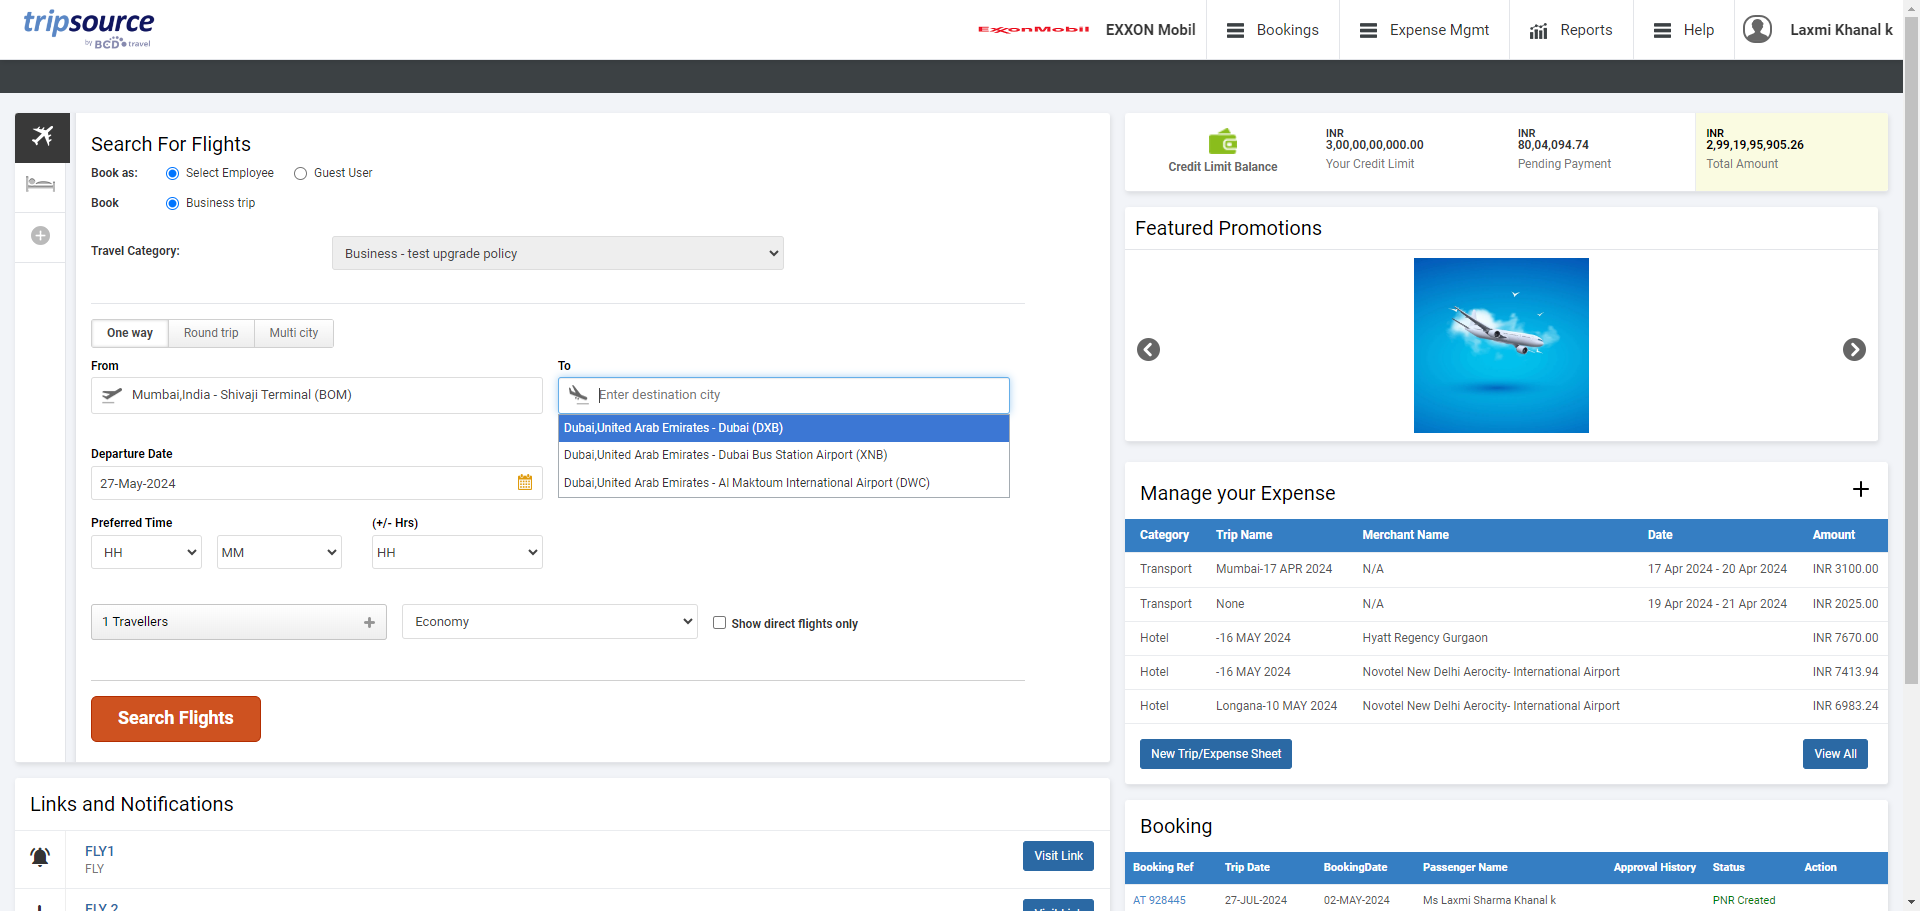 tripsource
by BCD travel
ExxonMobil
EXXON Mobil
Bookings
Expense Mgmt
Reports
Help
Laxmi Khanal k
Search For Flights
Book as:
Select Employee
Guest User
Book
Business trip
Travel Category:
Business - test upgrade policy
One way
Round trip
Multi city
From
Mumbai,India - Shivaji Terminal (BOM)
To
Enter destination city
Dubai,United Arab Emirates - Dubai (DXB)
Dubai,United Arab Emirates - Dubai Bus Station Airport (XNB)
Dubai,United Arab Emirates - Al Maktoum International Airport (DWC)
Departure Date
27-May-2024
Preferred Time
(+/- Hrs)
HH
MM
HH
1 Travellers
Economy
Show direct flights only
Search Flights
Links and Notifications
FLY1
FLY
Visit Link
FLY 2
Visit Link
Credit Limit Balance
INR
3,00,00,00,000.00
Your Credit Limit
INR
80,04,094.74
Pending Payment
INR
2,99,19,95,905.26
Total Amount
Featured Promotions
Manage your Expense
Category Trip Name Merchant Name Date Amount
Transport Mumbai-17 APR 2024 N/A 17 Apr 2024 - 20 Apr 2024 INR 3100.00
Transport None N/A 19 Apr 2024 - 21 Apr 2024 INR 2025.00
Hotel -16 MAY 2024 Hyatt Regency Gurgaon INR 7670.00
Hotel -16 MAY 2024 Novotel New Delhi Aerocity- International Airport INR 7413.94
Hotel Longana-10 MAY 2024 Novotel New Delhi Aerocity- International Airport INR 6983.24
New Trip/Expense Sheet
View All
Booking
Booking Ref Trip Date BookingDate Passenger Name Approval History Status Action
AT 928445 27-JUL-2024 02-MAY-2024 Ms Laxmi Sharma Khanal k PNR Created